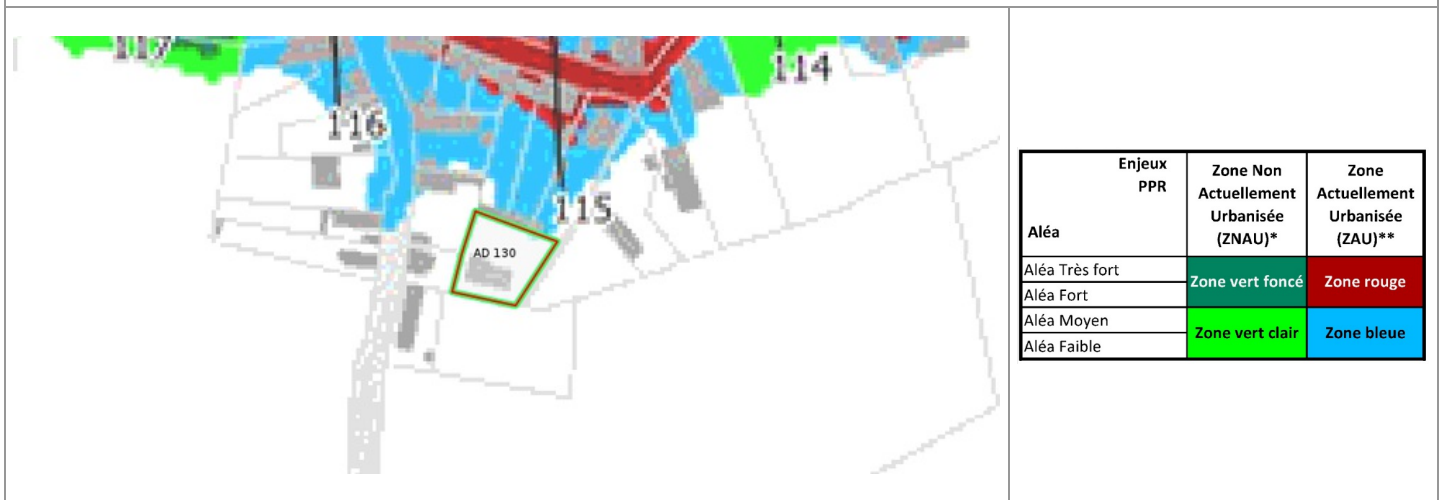 117
114
116
115
AD 130
Enjeux
PPR
Aléa
Zone Non
Actuellement
Urbanisée
(ZNAU)*
Zone
Actuellement
Urbanisée
(ZAU)**
Aléa Très fort
Aléa Fort
Zone vert foncé
Zone rouge
Aléa Moyen
Aléa Faible
Zone vert clair
Zone bleue